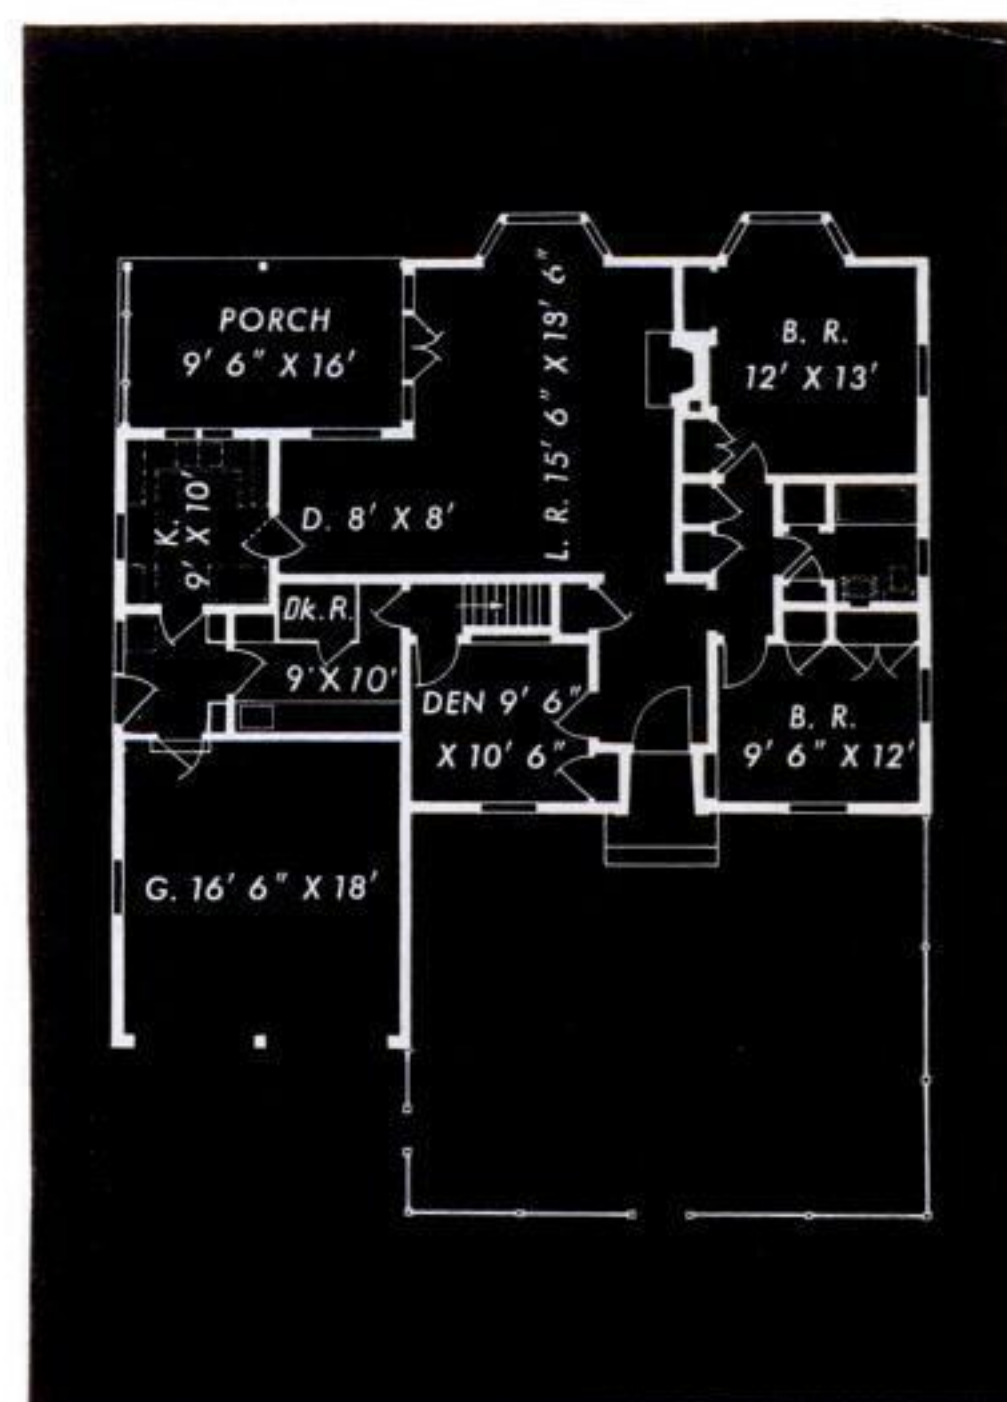 PORCH
9' 6" X 16'
L. R. 15' 6" X 13' 6"
B. R.
12' X 13'
K.
9' X 10'
D. 8' X 8'
Dk. R.
9' X 10'
DEN 9' 6"
X 10' 6"
B. R.
9' 6" X 12'
G. 16' 6" X 18'